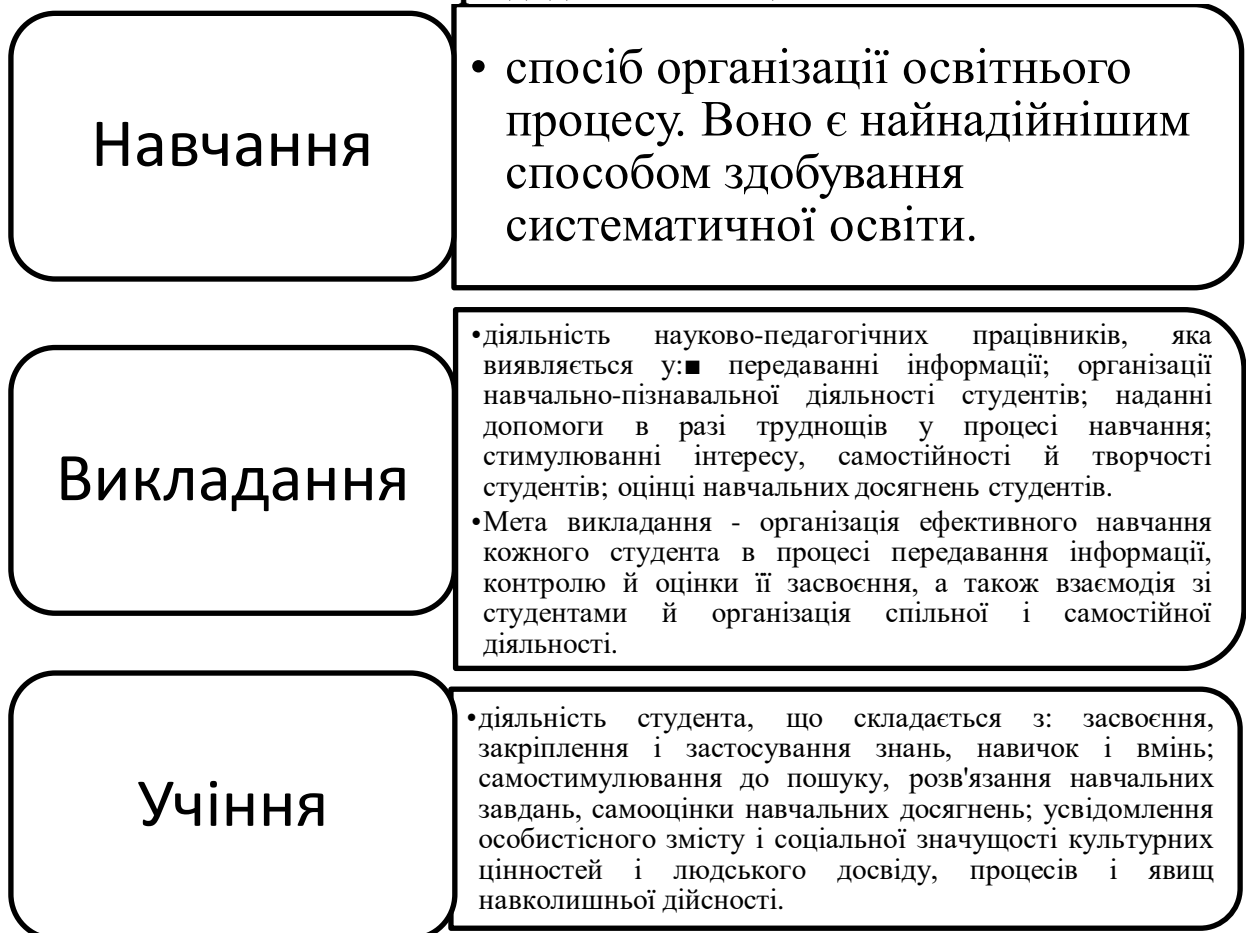 Навчання
• спосіб організації освітнього
процесу. Воно є найнадійнішим
способом здобування
систематичної освіти.
Викладання
•діяльність науково-педагогічних працівників, яка
виявляється у:■ передаванні інформації; організації
навчально-пізнавальної діяльності студентів; наданні
допомоги в разі труднощів у процесі навчання;
стимулюванні інтересу, самостійності й творчості
студентів; оцінці навчальних досягнень студентів.
•Мета викладання - організація ефективного навчання
кожного студента в процесі передавання інформації,
контролю й оцінки її засвоєння, а також взаємодія зі
студентами й організація спільної і самостійної
діяльності.
Учіння
•діяльність студента, що складається з: засвоєння,
закріплення і застосування знань, навичок і вмінь;
самостимулювання до пошуку, розв'язання навчальних
завдань, самооцінки навчальних досягнень; усвідомлення
особистісного змісту і соціальної значущості культурних
цінностей і людського досвіду, процесів і явищ
навколишньої дійсності.